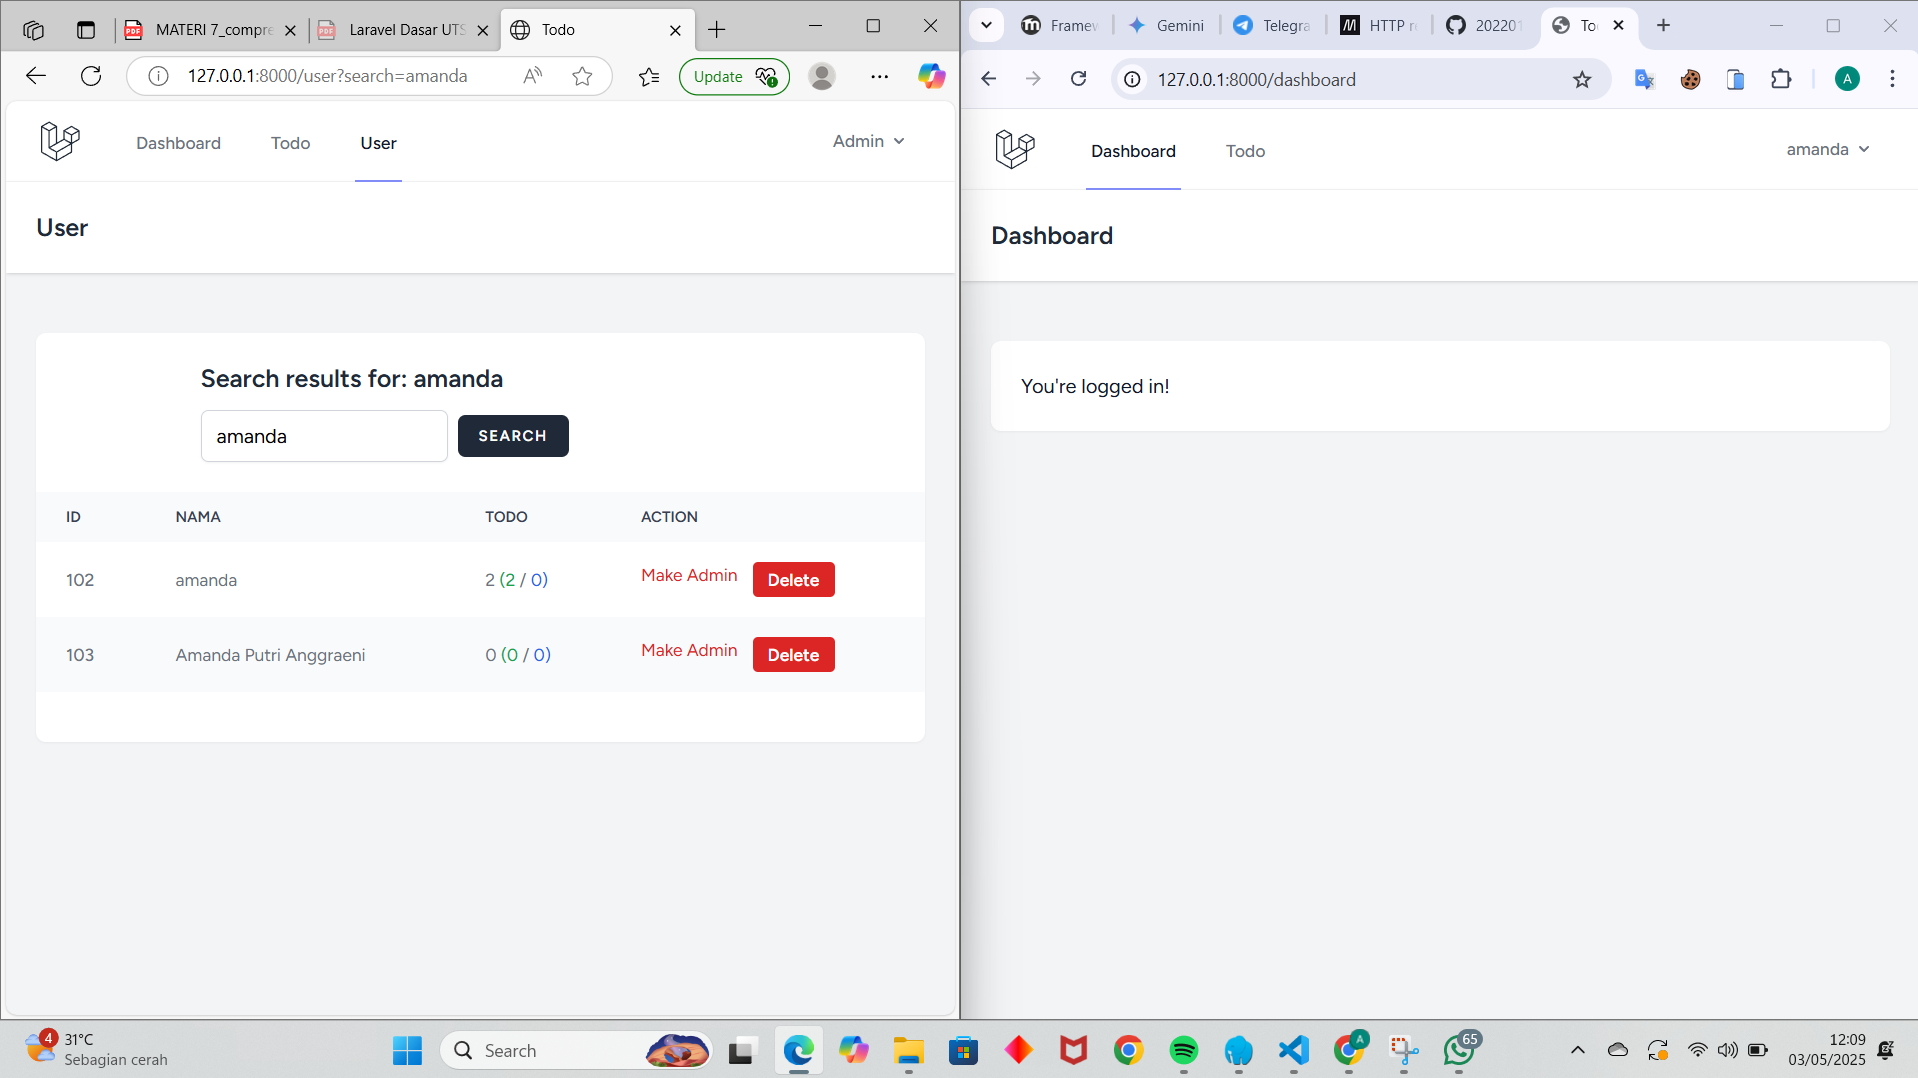 MATERI 7_compre
Laravel Dasar UTS
Todo
127.0.0.1:8000/user?search=amanda
Update
Dashboard
Todo
User
Admin
User
Search results for: amanda
amanda
SEARCH
ID NAMA TODO ACTION
102 amanda 2 (2 / 0) Make Admin Delete
103 Amanda Putri Anggraeni 0 (0 / 0) Make Admin Delete
Framew
Gemini
Telegra
HTTP re
202201
To
127.0.0.1:8000/dashboard
A
Dashboard
Todo
amanda
Dashboard
You're logged in!
4
31°C
Sebagian cerah
Search
A
65
12:09
03/05/2025